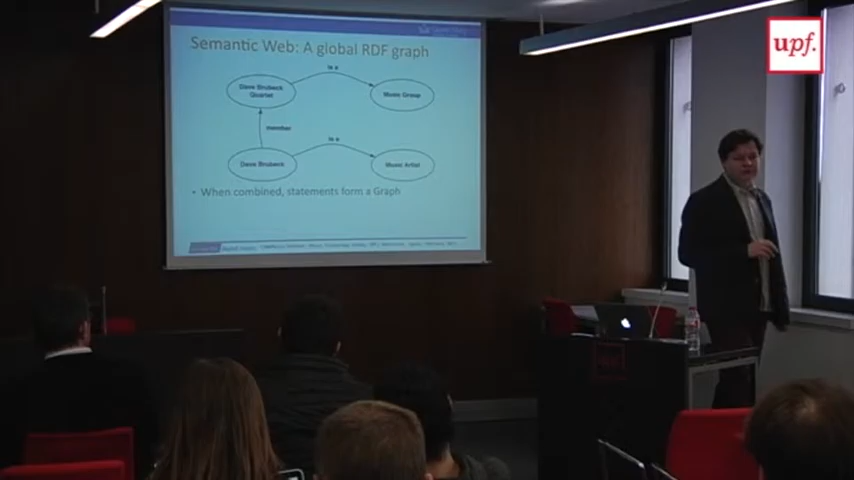 upf.
Semantic Web: A global RDF graph
is a
Dave Brubeck
Quartet
Music Group
member
is a
Dave Brubeck
Music Artist
• When combined, statements form a Graph